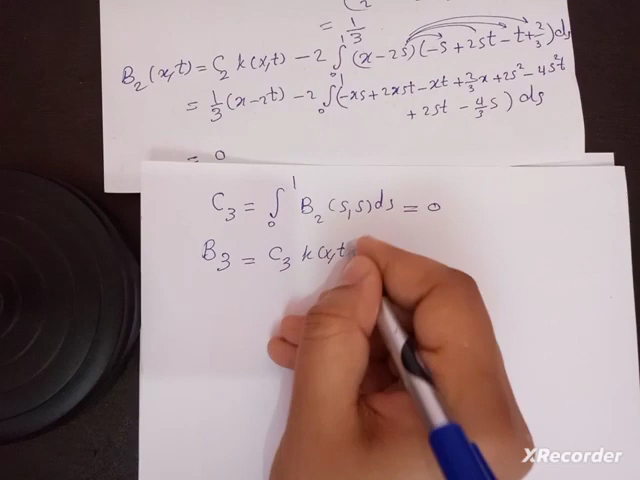 = 1/3
B₂(x,t) = C₂ k(x,t) - 2 ∫₀¹ (x-2s)(-s+2st-t+2/3) ds
= 1/3 (x-2t) - 2 ∫₀¹ (-xs+2xst-xt+2/3x+2s²-4s²t
+ 2st - 4/3 s) ds
= 0
C₃ = ∫₀¹ B₂(s,s) ds = 0
B₃ = C₃ k(x,t
XRecorder